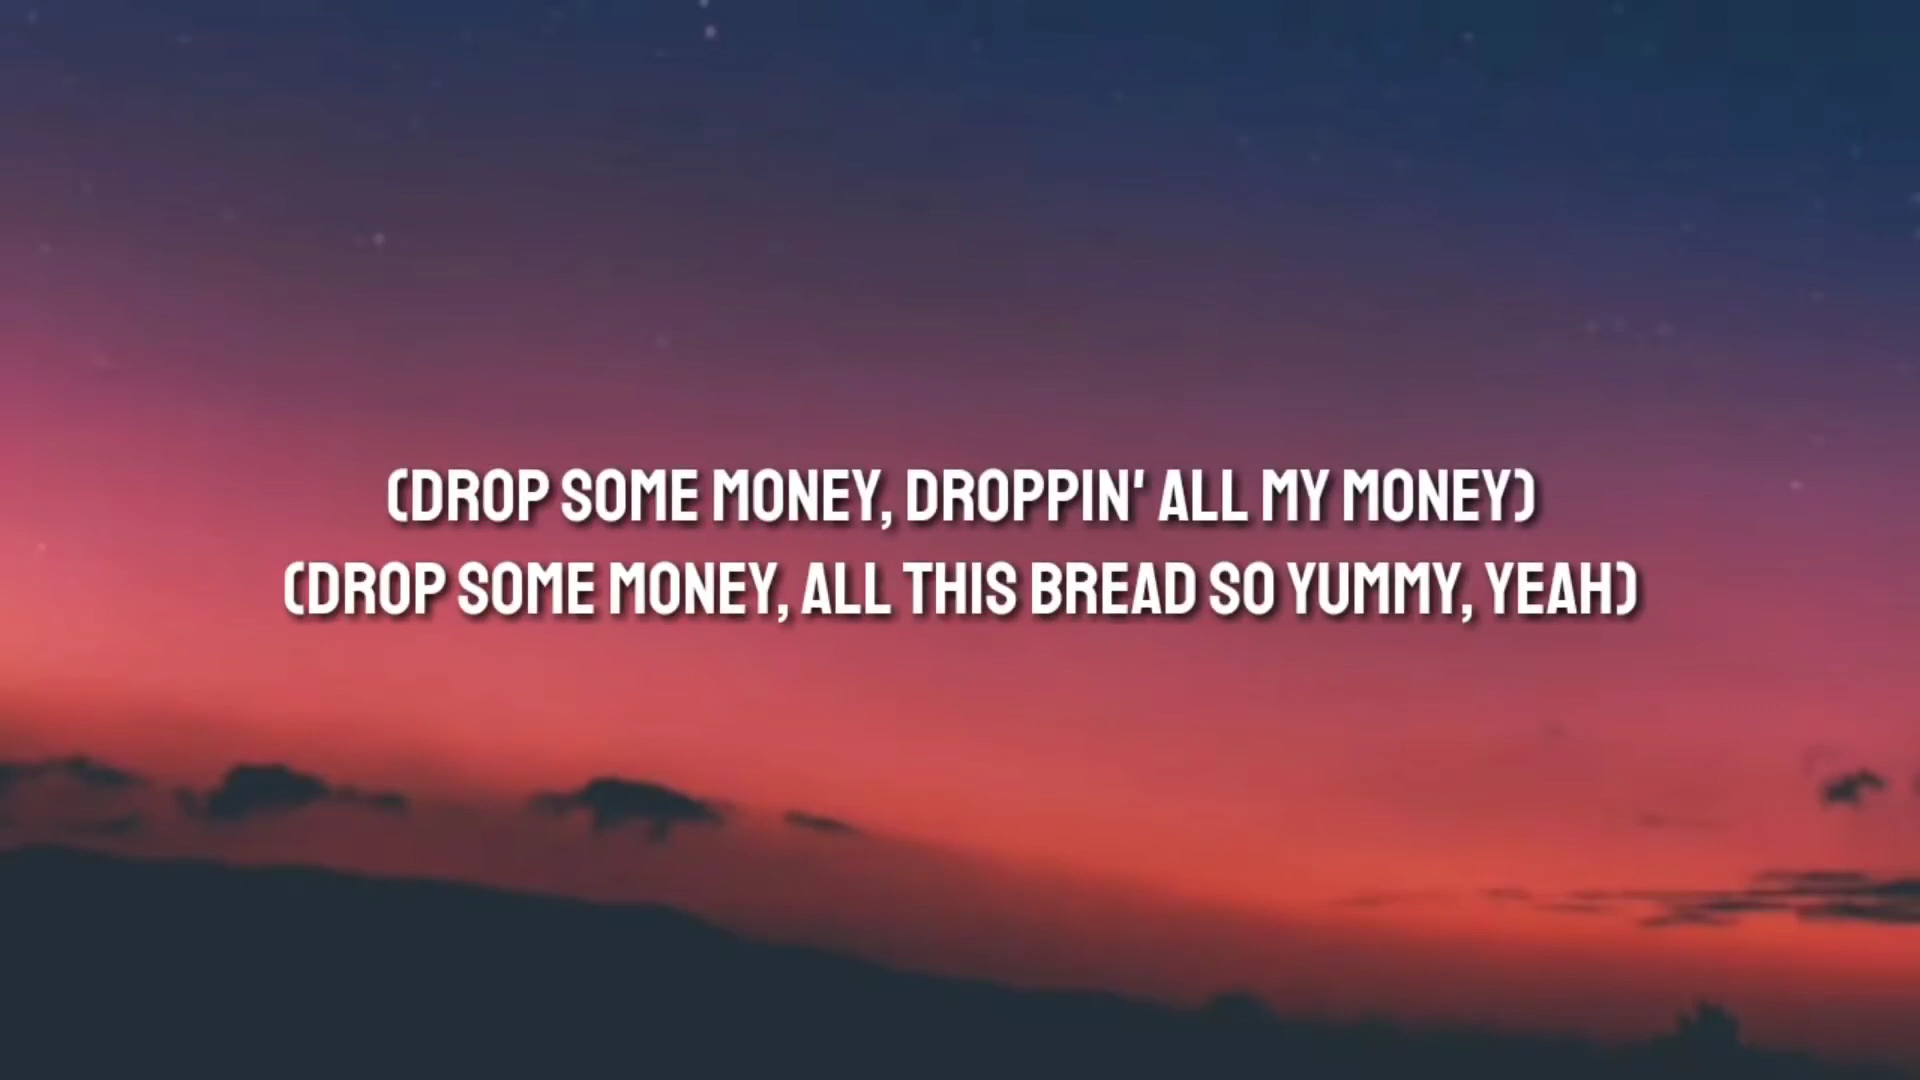 (DROP SOME MONEY, DROPPIN' ALL MY MONEY)
(DROP SOME MONEY, ALL THIS BREAD SO YUMMY, YEAH)